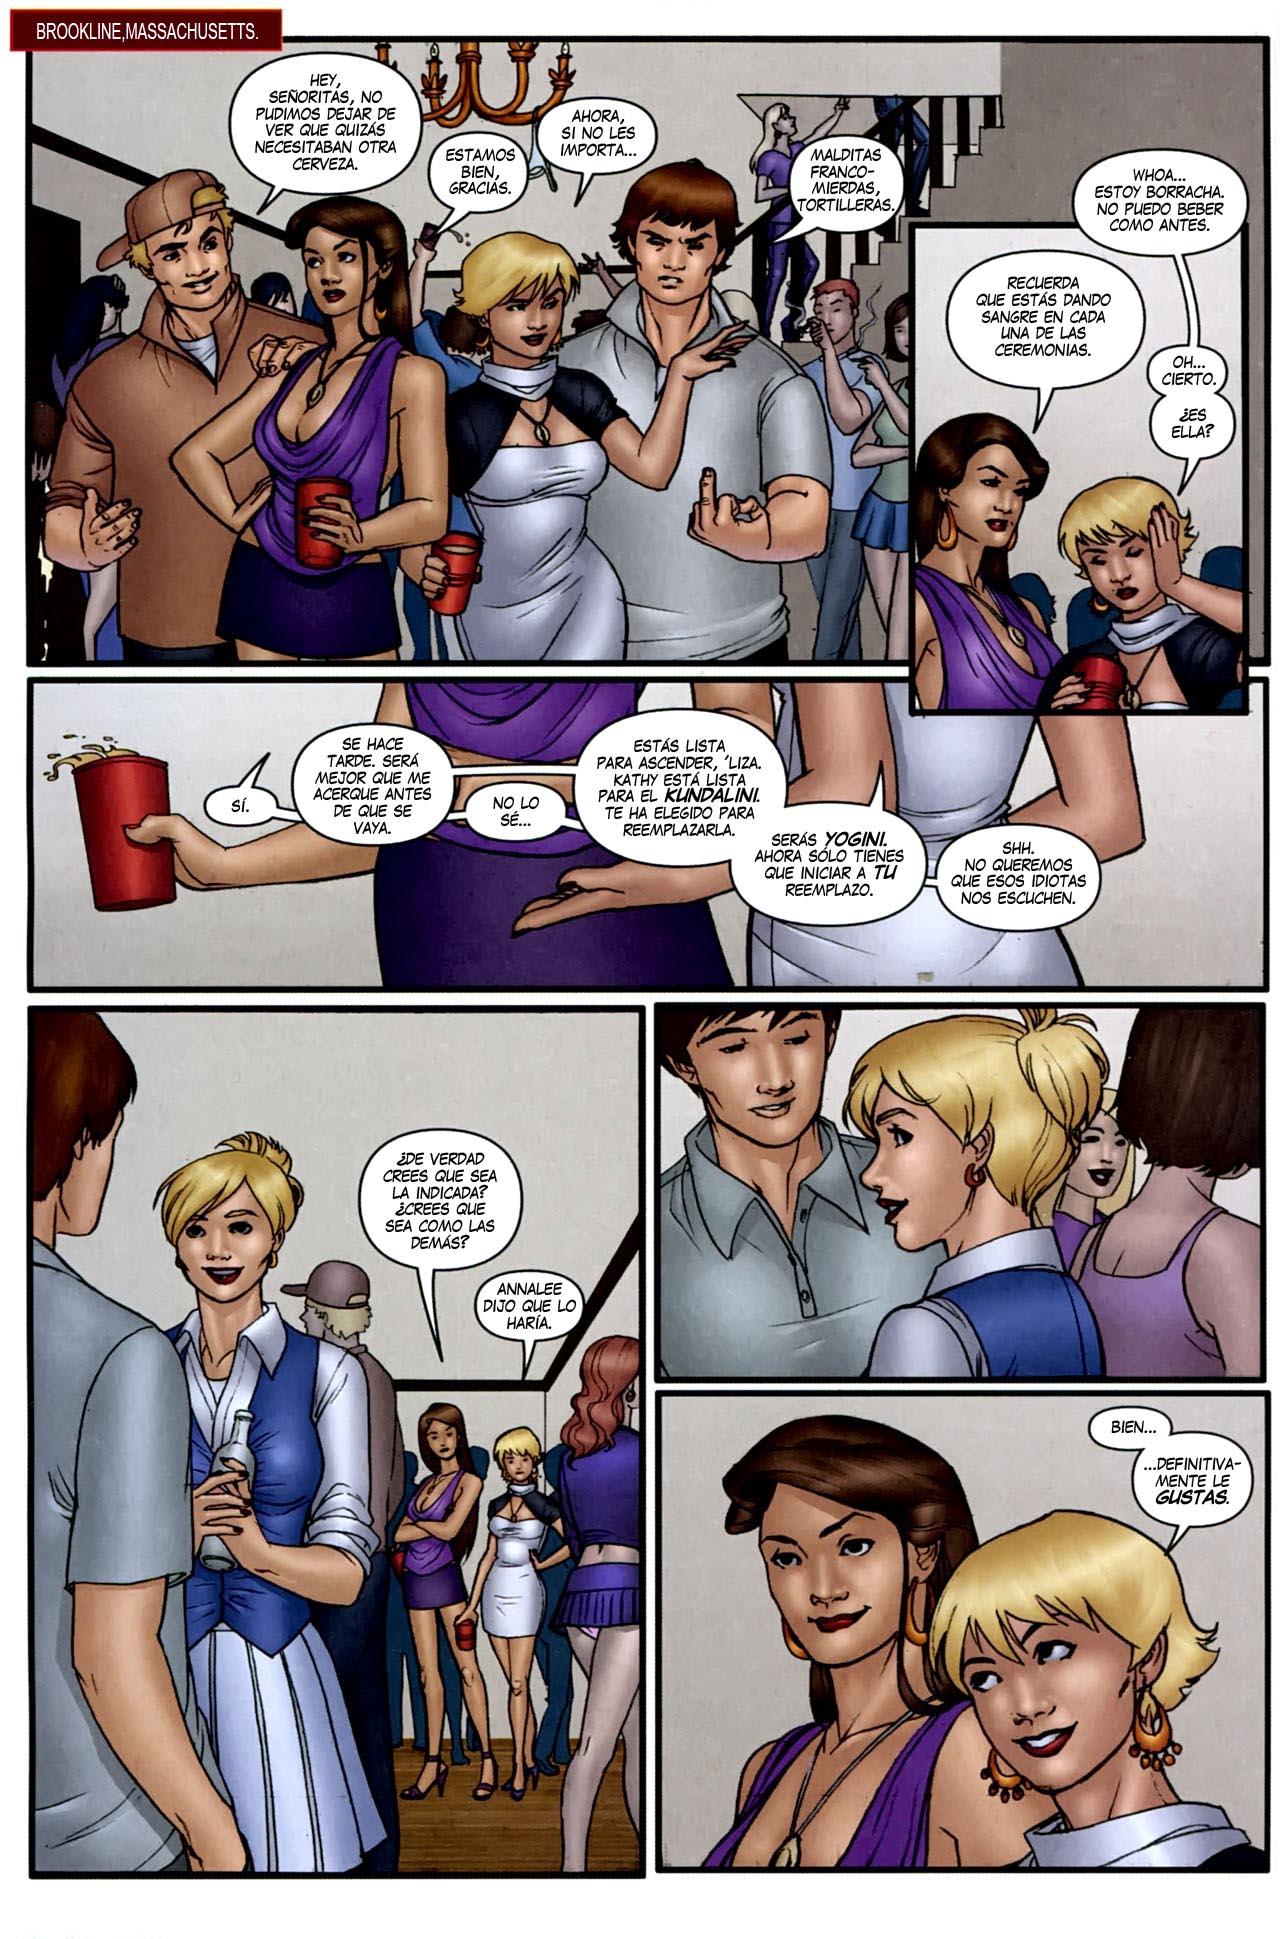 BROOKLINE,MASSACHUSETTS.
HEY,
SEÑORITAS, NO
PUDIMOS DEJAR DE
VER QUE QUIZÁS
NECESITABAN OTRA
CERVEZA.
ESTAMOS
BIEN,
GRACIAS.
AHORA,
SI NO LES
IMPORTA...
MALDITAS
FRANCO-
MIERDAS,
TORTILLERAS.
WHOA...
ESTOY BORRACHA.
NO PUEDO BEBER
COMO ANTES.
RECUERDA
QUE ESTÁS DANDO
SANGRE EN CADA
UNA DE LAS
CEREMONIAS.
OH...
CIERTO.
¿ES
ELLA?
SÍ.
SE HACE
TARDE. SERÁ
MEJOR QUE ME
ACERQUE ANTES
DE QUE SE
VAYA.
NO LO
SÉ...
ESTÁS LISTA
PARA ASCENDER, 'LIZA.
KATHY ESTÁ LISTA
PARA EL KUNDALINI.
TE HA ELEGIDO PARA
REEMPLAZARLA.
SERÁS YOGINI.
AHORA SÓLO TIENES
QUE INICIAR A TU
REEMPLAZO.
SHH.
NO QUEREMOS
QUE ESOS IDIOTAS
NOS ESCUCHEN.
¿DE VERDAD
CREES QUE SEA
LA INDICADA?
¿CREES QUE
SEA COMO LAS
DEMÁS?
ANNALEE
DIJO QUE LO
HARÍA.
BIEN...
...DEFINITIVA-
MENTE LE
GUSTAS.